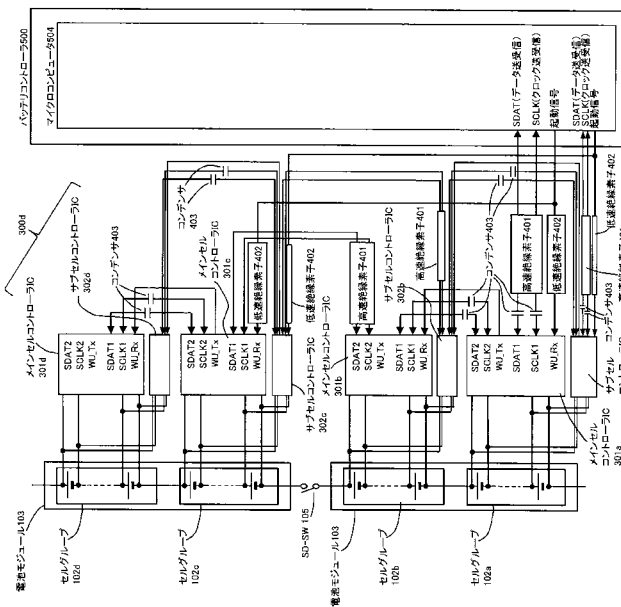 バッテリコントローラ500
マイクロコンピュータ504
SDAT(データ送受信)
SCLK(クロック送受信)
起動信号
SDAT(データ送受信)
SCLK(クロック送受信)
起動信号
300d
コンデンサ
403
サブセルコントローラIC
302d
コンデンサ403
メインセルコントローラIC
301d
SDAT2
SCLK2
WU_Tx
SDAT1
SCLK1
WU_Rx
メインセル
コントローラIC
301c
低速絶縁素子402
低速絶縁素子402
SDAT2
SCLK2
WU_Tx
SDAT1
SCLK1
WU_Rx
サブセルコントローラIC
302c
高速絶縁素子401
サブセルコントローラIC
302b
高速絶縁素子401
メインセルコントローラIC
301b
SDAT2
SCLK2
WU_Tx
SDAT1
SCLK1
WU_Rx
コンデンサ403
高速絶縁素子401
高速絶縁素子401
低速絶縁素子402
SDAT2
SCLK2
WU_Tx
SDAT1
SCLK1
WU_Rx
低速絶縁素子402
コンデンサ403
サブセル
メインセル
コントローラIC
301a
電池モジュール103
セルグループ
102d
セルグループ
102c
SD-SW 105
電池モジュール103
セルグループ
102b
セルグループ
102a